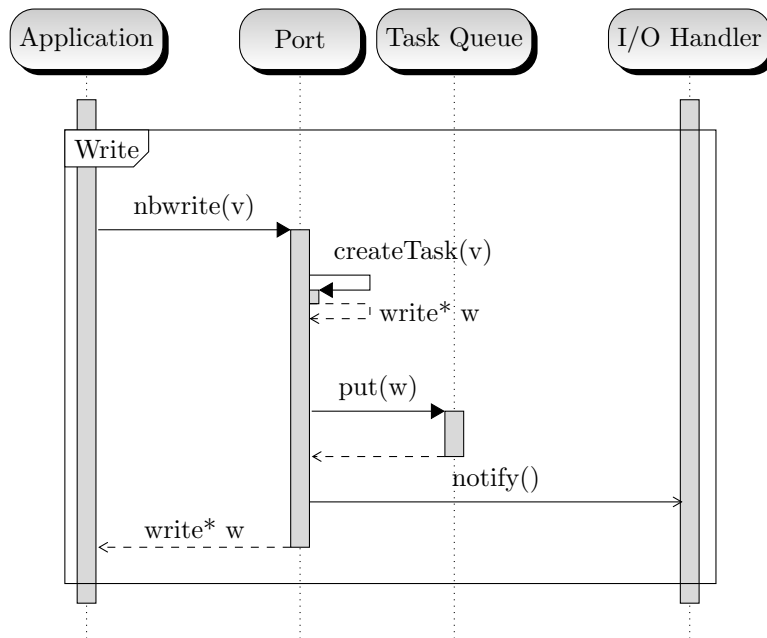 Application
Port
Task Queue
I/O Handler
Write
nbwrite(v)
createTask(v)
write* w
put(w)
notify()
write* w